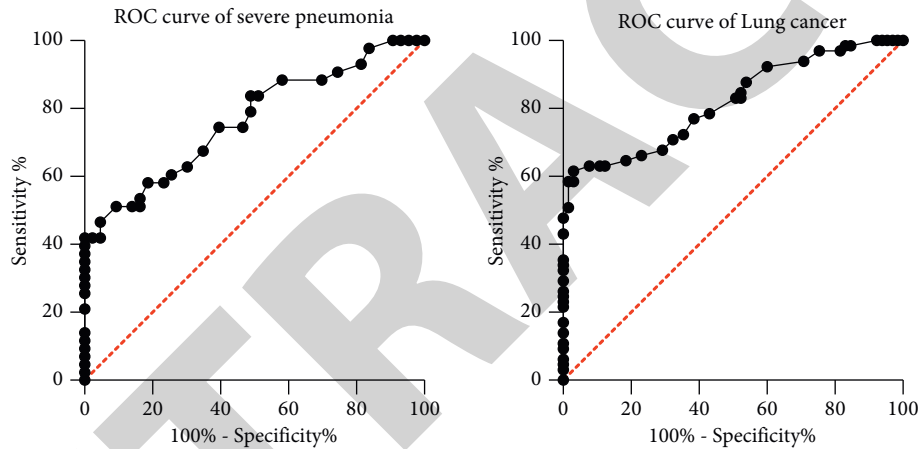 ROC curve of severe pneumonia
100
80
60
40
20
0
Sensitivity %
0 20 40 60 80 100
100% - Specificity%
ROC curve of Lung cancer
100
80
60
40
20
0
Sensitivity %
0 20 40 60 80 100
100% - Specificity%
TRAC